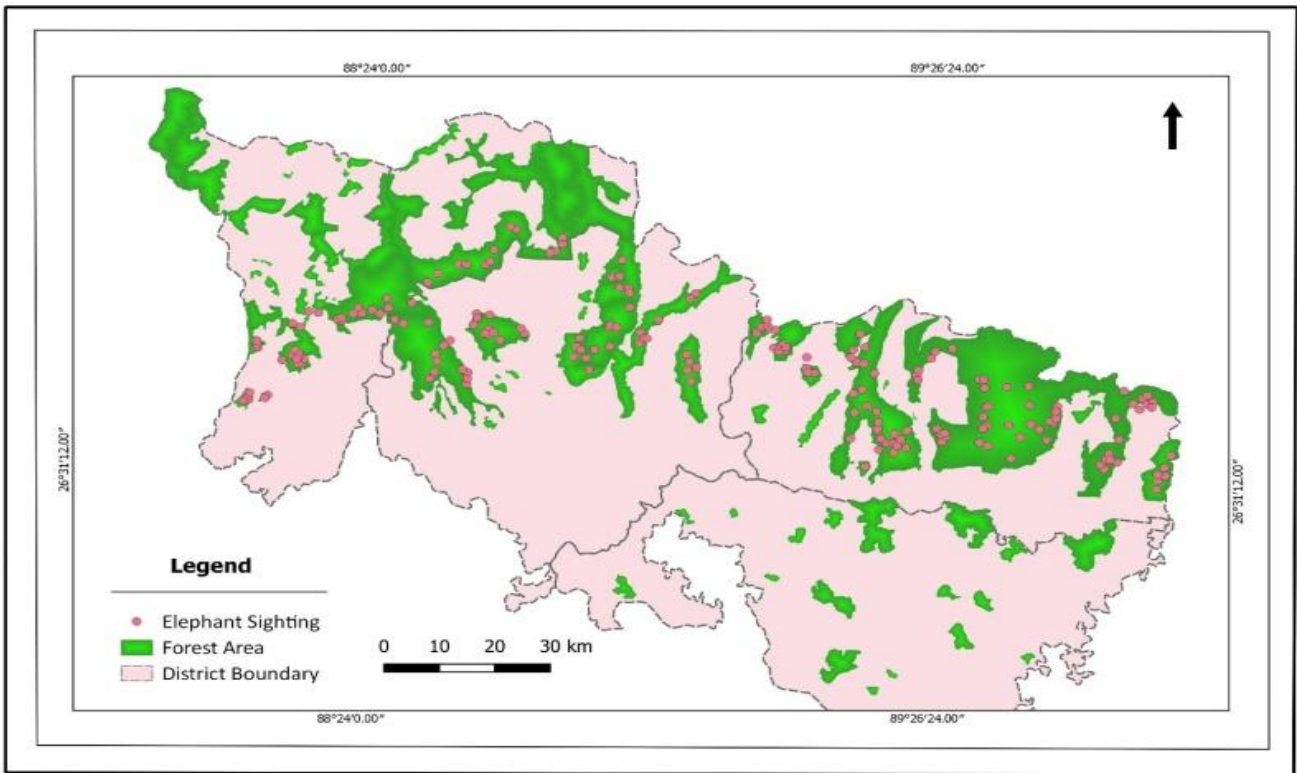 88°24'0.00"
89°26'24.00"
26°31'12.00"
26°31'12.00"
Legend
Elephant Sighting
Forest Area
District Boundary
0 10 20 30 km
88°24'0.00"
89°26'24.00"